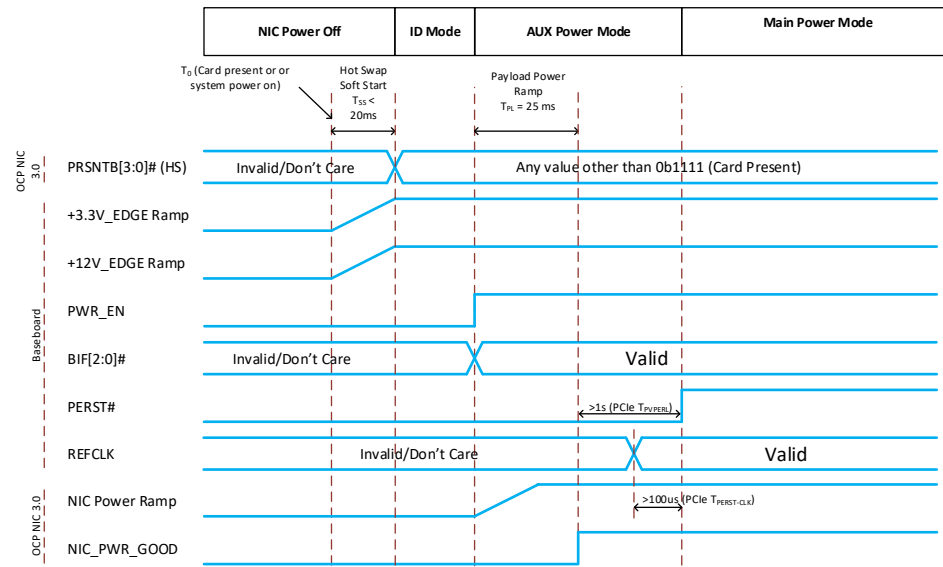 NIC Power Off
ID Mode
AUX Power Mode
Main Power Mode
T0 (Card present or or
system power on)
Hot Swap
Soft Start
TSS <
20ms
Payload Power
Ramp
TPL = 25 ms
OCP NIC
3.0
PRSNTB[3:0]# (HS)
Invalid/Don't Care
Any value other than 0b1111 (Card Present)
+3.3V_EDGE Ramp
+12V_EDGE Ramp
Baseboard
PWR_EN
BIF[2:0]#
Invalid/Don't Care
Valid
PERST#
>1s (PCIe TPVPERL)
REFCLK
Invalid/Don't Care
Valid
OCP NIC 3.0
NIC Power Ramp
>100us (PCIe TPERST-CLK)
NIC_PWR_GOOD